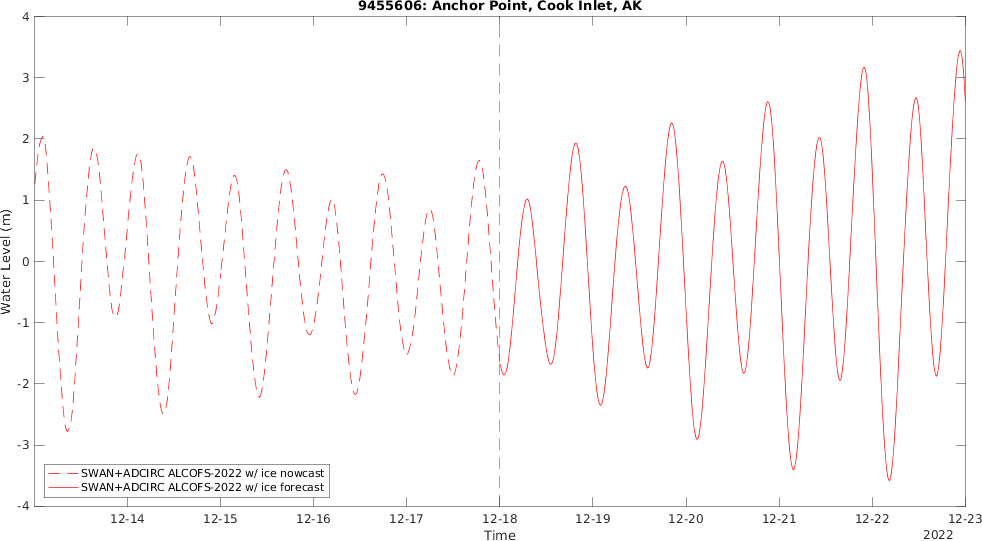 9455606: Anchor Point, Cook Inlet, AK
4
3
2
1
0
-1
-2
-3
-4
Water Level (m)
SWAN+ADCIRC ALCOFS-2022 w/ ice nowcast
SWAN+ADCIRC ALCOFS-2022 w/ ice forecast
12-14 12-15 12-16 12-17 12-18 12-19 12-20 12-21 12-22 12-23
Time
2022